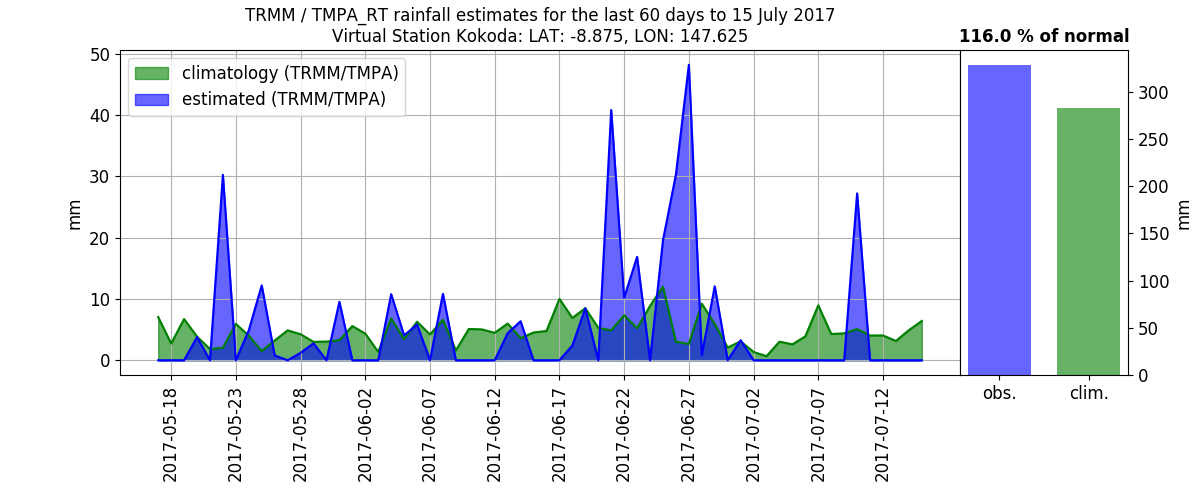 TRMM / TMPA_RT rainfall estimates for the last 60 days to 15 July 2017
Virtual Station Kokoda: LAT: -8.875, LON: 147.625
116.0 % of normal
climatology (TRMM/TMPA)
estimated (TRMM/TMPA)
mm
50
40
30
20
10
0
2017-05-18
2017-05-23
2017-05-28
2017-06-02
2017-06-07
2017-06-12
2017-06-17
2017-06-22
2017-06-27
2017-07-02
2017-07-07
2017-07-12
300
250
200
150
100
50
0
mm
obs.
clim.